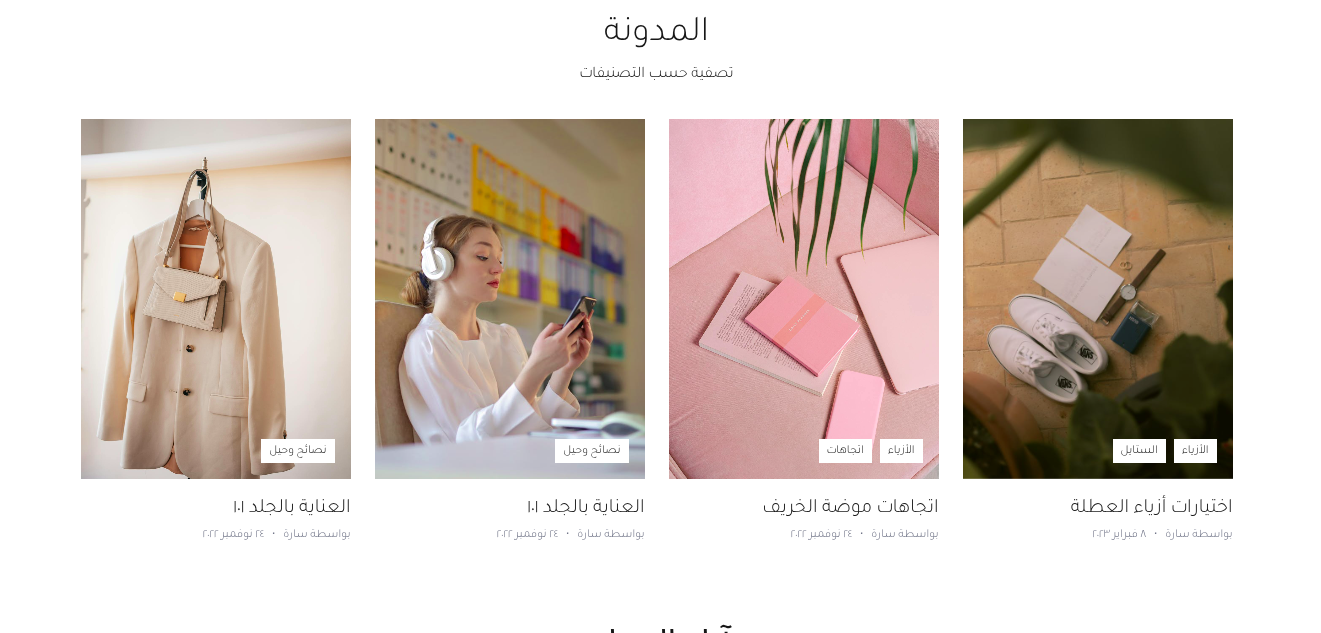 المدونة
تصفية حسب التصنيفات
الأزياء
الستايل
اختيارات أزياء العطلة
بواسطة سارة • ٨ فبراير ٢٠٢٣
الأزياء
اتجاهات
اتجاهات موضة الخريف
بواسطة سارة • ٢٤ نوفمبر ٢٠٢٢
نصائح وحيل
العناية بالجلد ١٠١
بواسطة سارة • ٢٤ نوفمبر ٢٠٢٢
نصائح وحيل
العناية بالجلد ١٠١
بواسطة سارة • ٢٤ نوفمبر ٢٠٢٢